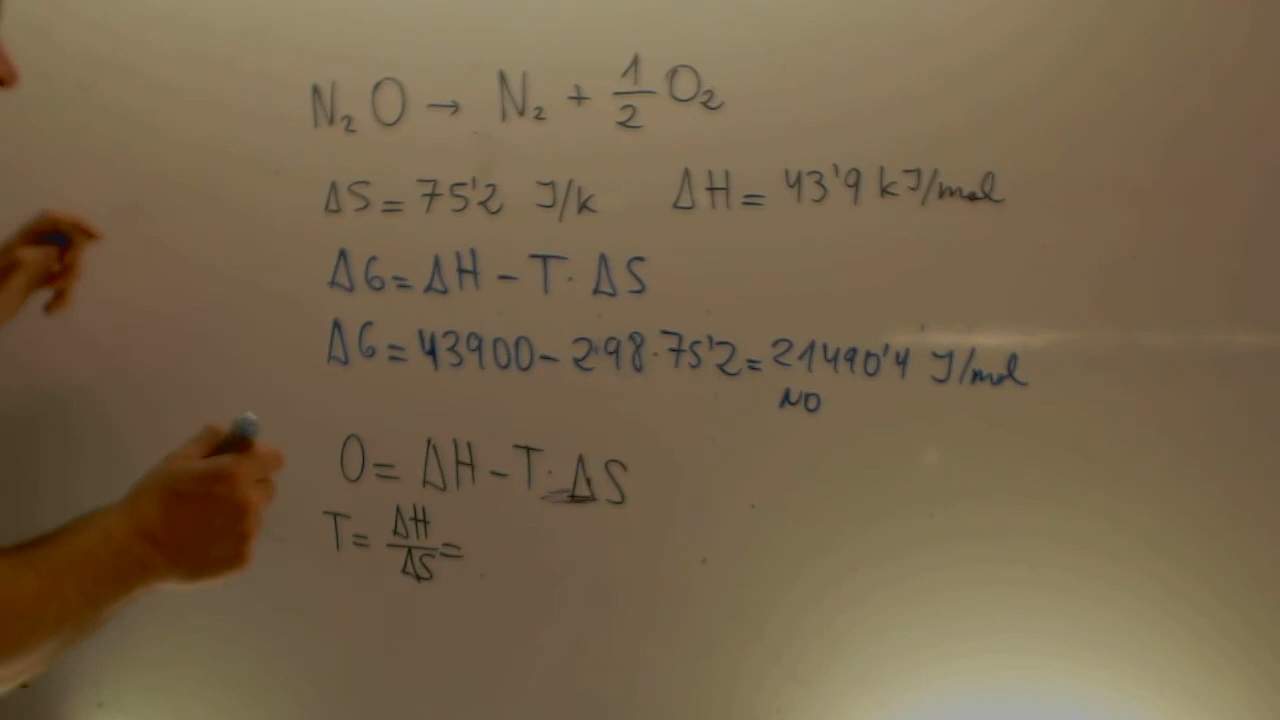 N₂O → N₂ + 1/2 O₂
ΔS = 75'2 J/k ΔH = 43'9 kJ/mol
ΔG = ΔH - T · ΔS
ΔG = 43900 - 298 · 75'2 = 21490'4 J/mol
NO
0 = ΔH - T · ΔS
T = ΔH/ΔS =